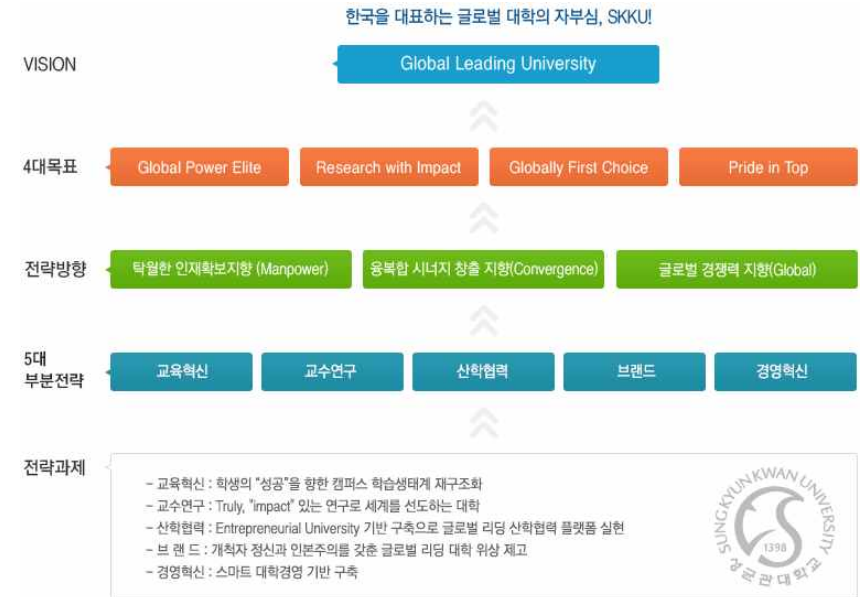 한국을 대표하는 글로벌 대학의 자부심, SKKU!
VISION
Global Leading University
4대목표
Global Power Elite
Research with Impact
Globally First Choice
Pride in Top
전략방향
탁월한 인재확보지향 (Manpower)
융복합 시너지 창출 지향(Convergence)
글로벌 경쟁력 지향(Global)
5대
부분전략
교육혁신
교수연구
산학협력
브랜드
경영혁신
전략과제
- 교육혁신 : 학생의 "성공"을 향한 캠퍼스 학습생태계 재구조화
- 교수연구 : Truly, "impact" 있는 연구로 세계를 선도하는 대학
- 산학협력 : Entrepreneurial University 기반 구축으로 글로벌 리딩 산학협력 플랫폼 실현
- 브 랜 드 : 개척자 정신과 인본주의를 갖춘 글로벌 리딩 대학 위상 제고
- 경영혁신 : 스마트 대학경영 기반 구축
SUNGKYUNKWAN UNIVERSITY
1398
성균관대학교